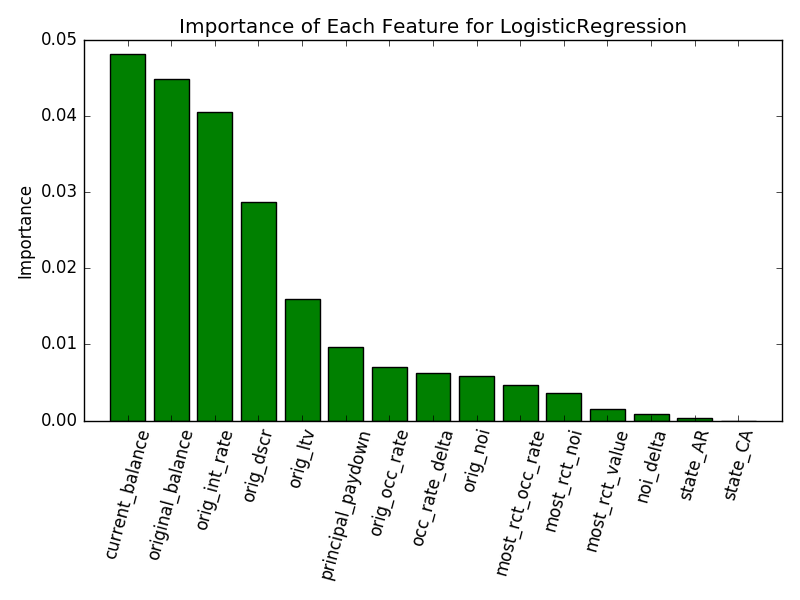 Importance of Each Feature for LogisticRegression
Importance
0.05
0.04
0.03
0.02
0.01
0.00
current_balance
original_balance
orig_int_rate
orig_dscr
orig_ltv
principal_paydown
orig_occ_rate
occ_rate_delta
orig_noi
most_rct_occ_rate
most_rct_noi
most_rct_value
noi_delta
state_AR
state_CA